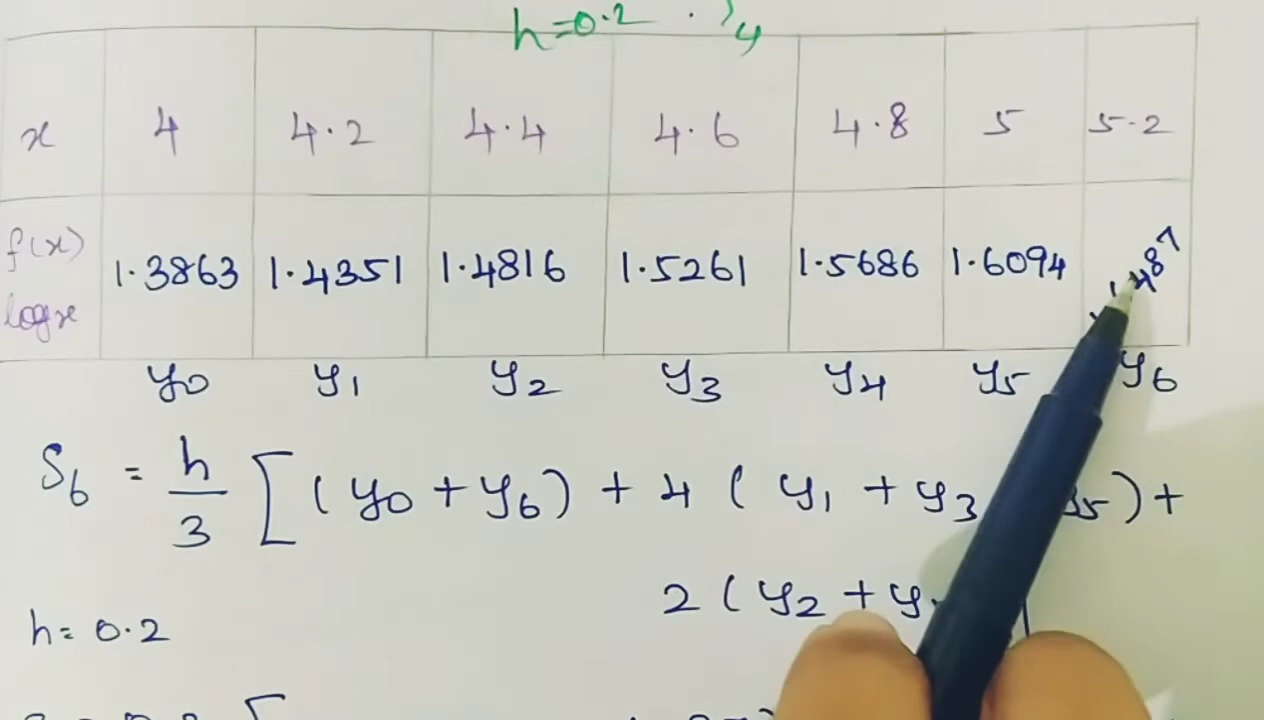 h=0.2
x 4 4.2 4.4 4.6 4.8 5 5.2
f(x) 1.3863 1.4351 1.4816 1.5261 1.5686 1.6094
logx
y0 y1 y2 y3 y4 y5 y6
S6 = h/3 [(y0 + y6) + 4 (y1 + y3 y5) +
2 (y2 +
h= 0.2